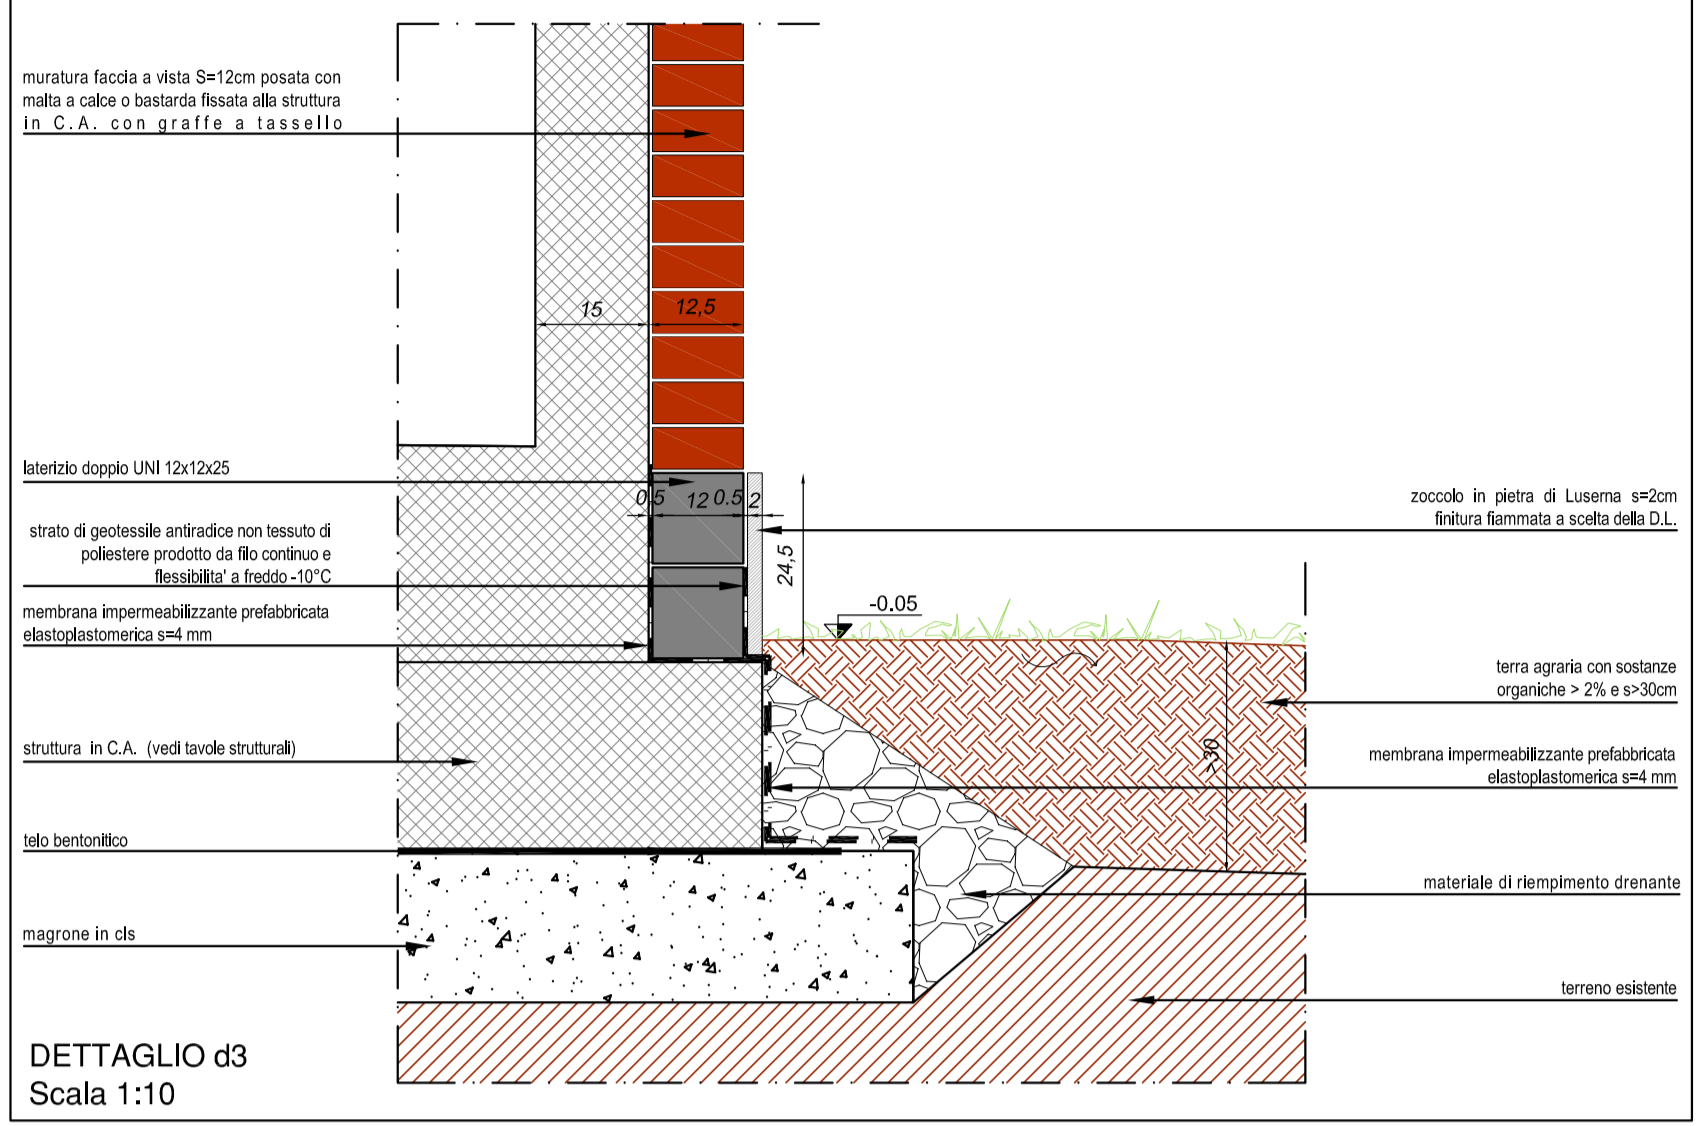 muratura faccia a vista S=12cm posata con
malta a calce o bastarda fissata alla struttura
in C.A. con graffe a tassello
15
12,5
laterizio doppio UNI 12x12x25
0.5 12 0.5 2
24,5
zoccolo in pietra di Luserna s=2cm
finitura fiammata a scelta della D.L.
strato di geotessile antiradice non tessuto di
poliestere prodotto da filo continuo e
flessibilita' a freddo -10°C
membrana impermeabilizzante prefabbricata
elastoplastomerica s=4 mm
-0.05
terra agraria con sostanze
organiche > 2% e s>30cm
>30
struttura in C.A. (vedi tavole strutturali)
membrana impermeabilizzante prefabbricata
elastoplastomerica s=4 mm
telo bentonitico
materiale di riempimento drenante
magrone in cls
terreno esistente
DETTAGLIO d3
Scala 1:10